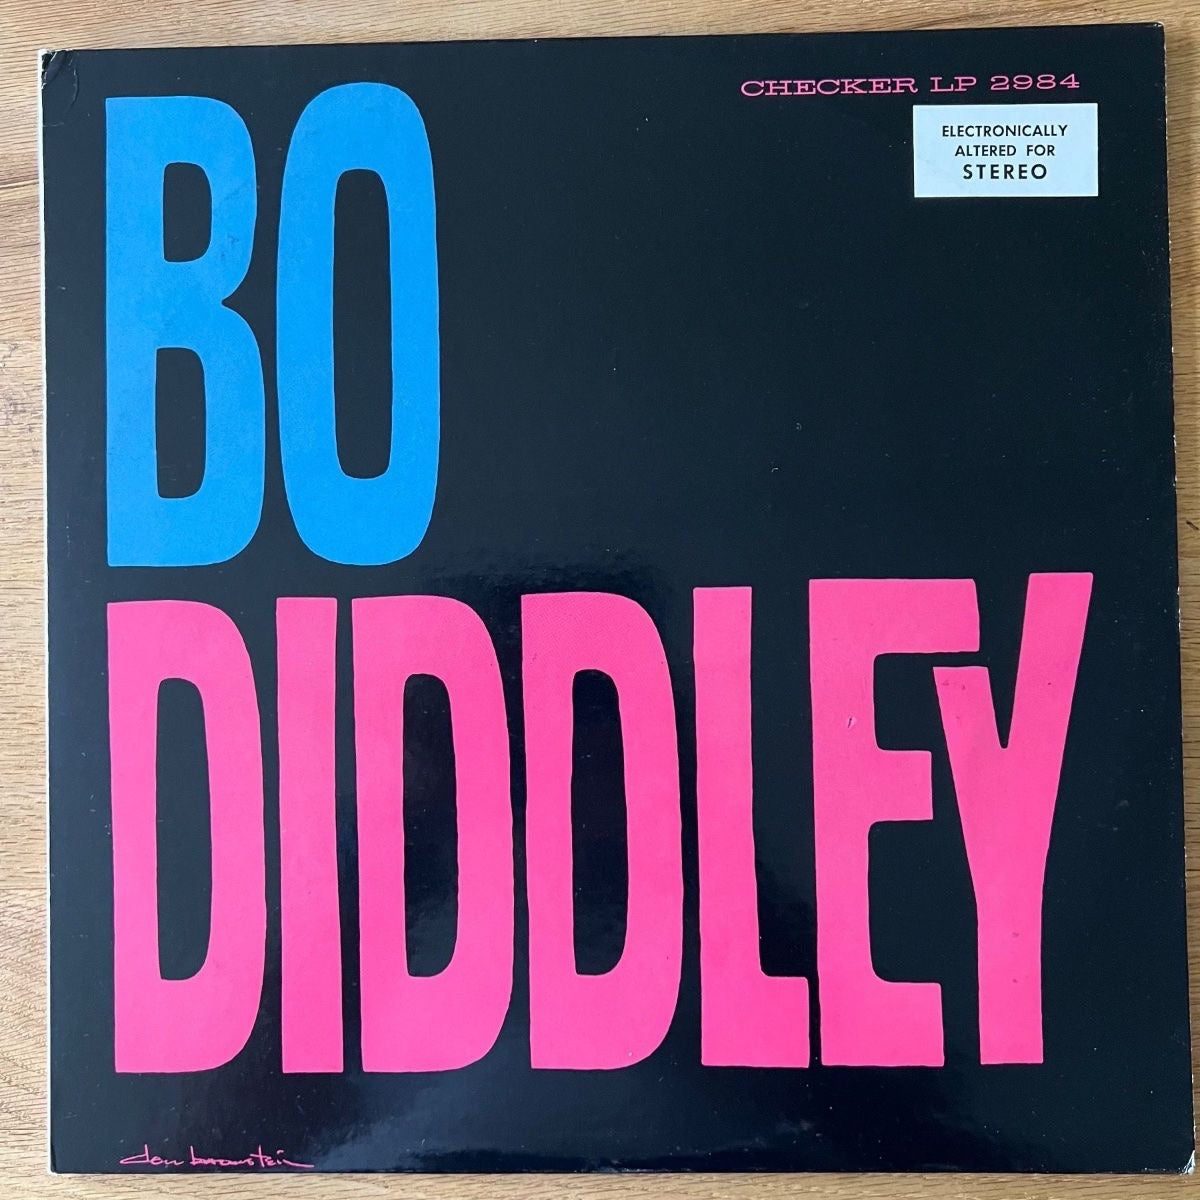 CHECKER LP 2984
ELECTRONICALLY
ALTERED FOR
STEREO
BO
DIDDLEY
don bronstein